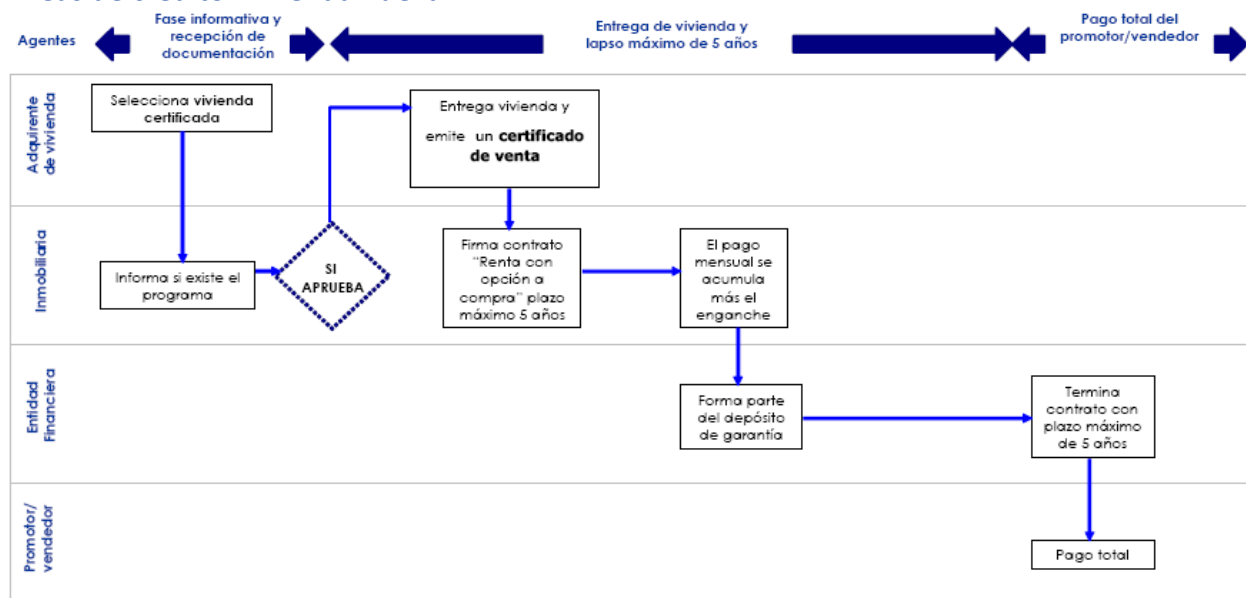 Agentes
Fase informativa y
recepción de
documentación
Entrega de vivienda y
lapso máximo de 5 años
Pago total del
promotor/vendedor
Adquirente
de vivienda
Selecciona vivienda
certificada
Entrega vivienda y
emite un certificado
de venta
Inmobiliaria
Informa si existe el
programa
SI
APRUEBA
Firma contrato
"Renta con
opción a
compra" plazo
máximo 5 años
El pago
mensual se
acumula
más el
enganche
Entidad
Financiera
Forma parte
del depósito
de garantía
Termina
contrato con
plazo máximo
de 5 años
Promotor/
vendedor
Pago total